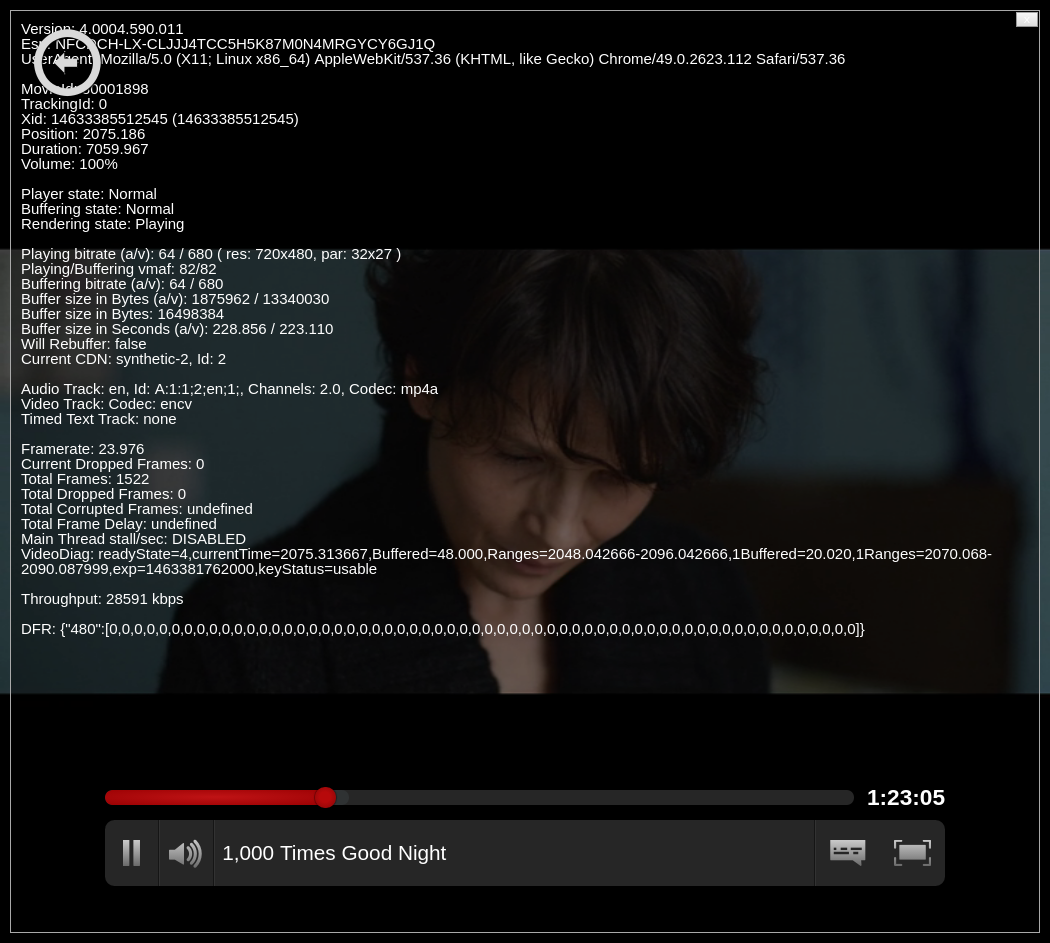 Version: 4.0004.590.011
Esn: NFCDCH-LX-CLJJJ4TCC5H5K87M0N4MRGYCY6GJ1Q
UserAgent: Mozilla/5.0 (X11; Linux x86_64) AppleWebKit/537.36 (KHTML, like Gecko) Chrome/49.0.2623.112 Safari/537.36
MovieId: 80001898
TrackingId: 0
Xid: 14633385512545 (14633385512545)
Position: 2075.186
Duration: 7059.967
Volume: 100%
Player state: Normal
Buffering state: Normal
Rendering state: Playing
Playing bitrate (a/v): 64 / 680 ( res: 720x480, par: 32x27 )
Playing/Buffering vmaf: 82/82
Buffering bitrate (a/v): 64 / 680
Buffer size in Bytes (a/v): 1875962 / 13340030
Buffer size in Bytes: 16498384
Buffer size in Seconds (a/v): 228.856 / 223.110
Will Rebuffer: false
Current CDN: synthetic-2, Id: 2
Audio Track: en, Id: A:1:1;2;en;1;, Channels: 2.0, Codec: mp4a
Video Track: Codec: encv
Timed Text Track: none
Framerate: 23.976
Current Dropped Frames: 0
Total Frames: 1522
Total Dropped Frames: 0
Total Corrupted Frames: undefined
Total Frame Delay: undefined
Main Thread stall/sec: DISABLED
VideoDiag: readyState=4,currentTime=2075.313667,Buffered=48.000,Ranges=2048.042666-2096.042666,1Buffered=20.020,1Ranges=2070.068-
2090.087999,exp=1463381762000,keyStatus=usable
Throughput: 28591 kbps
DFR: {"480":[0,0,0,0,0,0,0,0,0,0,0,0,0,0,0,0,0,0,0,0,0,0,0,0,0,0,0,0,0,0,0,0,0,0,0,0,0,0,0,0,0,0,0,0,0,0,0,0,0,0,0,0,0,0,0,0,0,0,0,0]}
1:23:05
1,000 Times Good Night